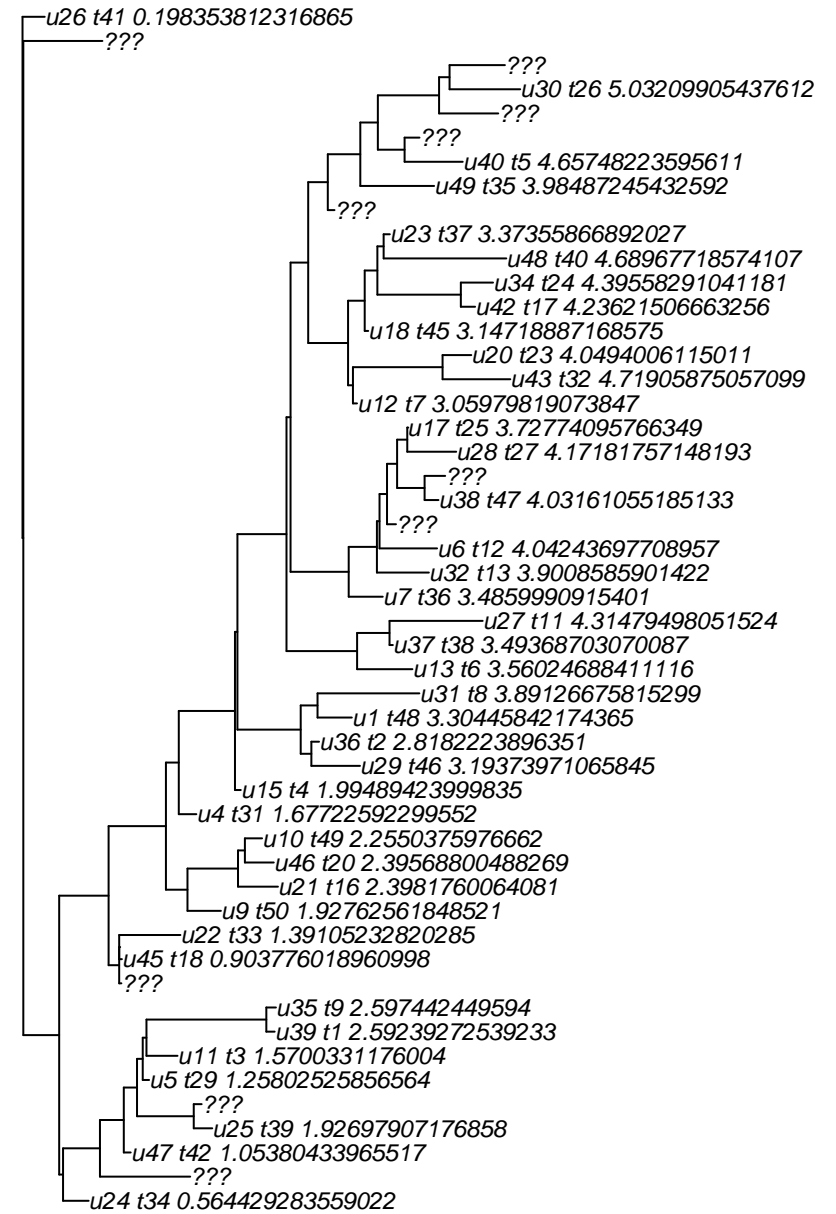 u26 t41 0.198353812316865
???
???
u30 t26 5.03209905437612
???
???
u40 t5 4.65748223595611
u49 t35 3.98487245432592
???
u23 t37 3.37355866892027
u48 t40 4.68967718574107
u34 t24 4.39558291041181
u42 t17 4.23621506663256
u18 t45 3.14718887168575
u20 t23 4.0494006115011
u43 t32 4.71905875057099
u12 t7 3.05979819073847
u17 t25 3.72774095766349
u28 t27 4.17181757148193
???
u38 t47 4.03161055185133
???
u6 t12 4.04243697708957
u32 t13 3.9008585901422
u7 t36 3.4859990915401
u27 t11 4.31479498051524
u37 t38 3.49368703070087
u13 t6 3.56024688411116
u31 t8 3.89126675815299
u1 t48 3.30445842174365
u36 t2 2.8182223896351
u29 t46 3.19373971065845
u15 t4 1.99489423999835
u4 t31 1.67722592299552
u10 t49 2.2550375976662
u46 t20 2.39568800488269
u21 t16 2.3981760064081
u9 t50 1.92762561848521
u22 t33 1.39105232820285
u45 t18 0.903776018960998
???
u35 t9 2.597442449594
u39 t1 2.59239272539233
u11 t3 1.5700331176004
u5 t29 1.25802525856564
???
u25 t39 1.92697907176858
u47 t42 1.05380433965517
???
u24 t34 0.564429283559022